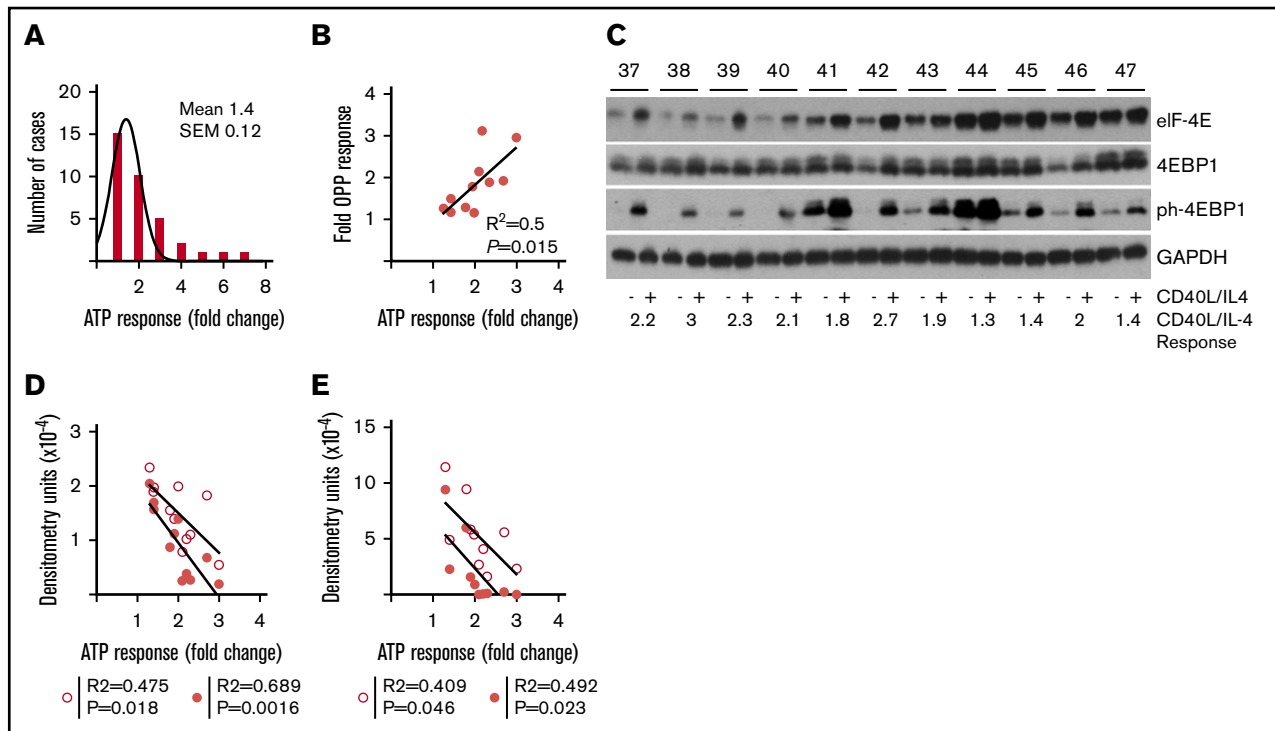 A
Number of cases
20
15
10
5
2 4 6 8
ATP response (fold change)
Mean 1.4
SEM 0.12
B
Fold OPP response
4
3
2
1
1 2 3 4
ATP response (fold change)
R²=0.5
P=0.015
C
37 38 39 40 41 42 43 44 45 46 47
eIF-4E
4EBP1
ph-4EBP1
GAPDH
- + - + - + - + - + - + - + - + - + - + - + CD40L/IL4
2.2 3 2.3 2.1 1.8 2.7 1.9 1.3 1.4 2 1.4 CD40L/IL-4
Response
D
Densitometry units (x10⁻⁴)
3
2
1
1 2 3 4
ATP response (fold change)
R2=0.475
P=0.018
R2=0.689
P=0.0016
E
Densitometry units (x10⁻⁴)
15
10
5
1 2 3 4
ATP response (fold change)
R2=0.409
P=0.046
R2=0.492
P=0.023